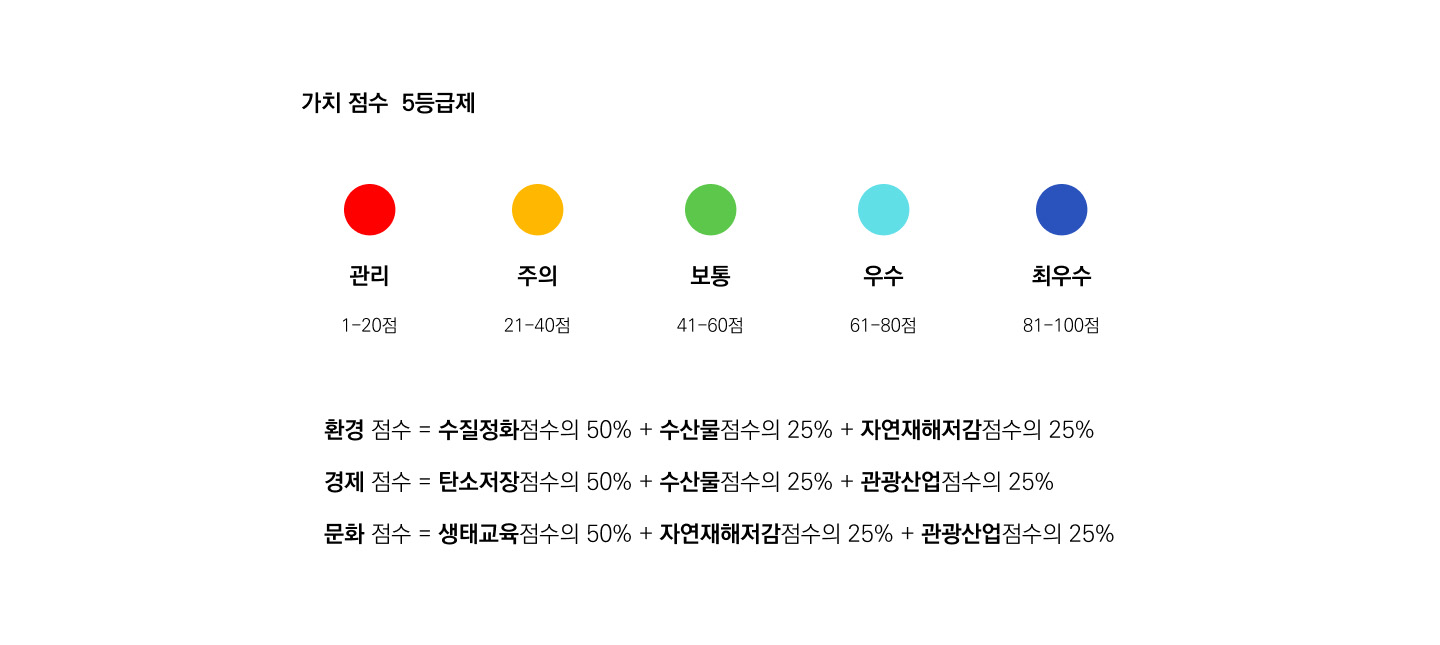 가치 점수 5등급제
관리 주의 보통 우수 최우수
1-20점 21-40점 41-60점 61-80점 81-100점
환경 점수 = 수질정화점수의 50% + 수산물점수의 25% + 자연재해저감점수의 25%
경제 점수 = 탄소저장점수의 50% + 수산물점수의 25% + 관광산업점수의 25%
문화 점수 = 생태교육점수의 50% + 자연재해저감점수의 25% + 관광산업점수의 25%